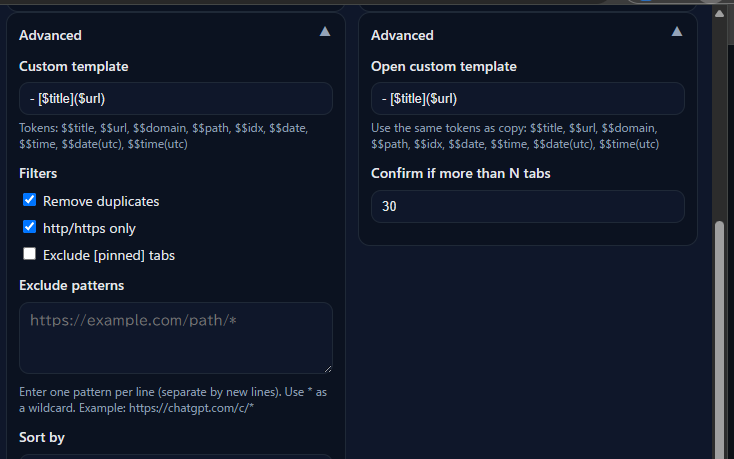 Advanced
Custom template
- [$title]($url)
Tokens: $$title, $$url, $$domain, $$path, $$idx, $$date,
$$time, $$date(utc), $$time(utc)
Filters
Remove duplicates
http/https only
Exclude [pinned] tabs
Exclude patterns
https://example.com/path/*
Enter one pattern per line (separate by new lines). Use * as
a wildcard. Example: https://chatgpt.com/c/*
Sort by
Advanced
Open custom template
- [$title]($url)
Use the same tokens as copy: $$title, $$url, $$domain,
$$path, $$idx, $$date, $$time, $$date(utc), $$time(utc)
Confirm if more than N tabs
30